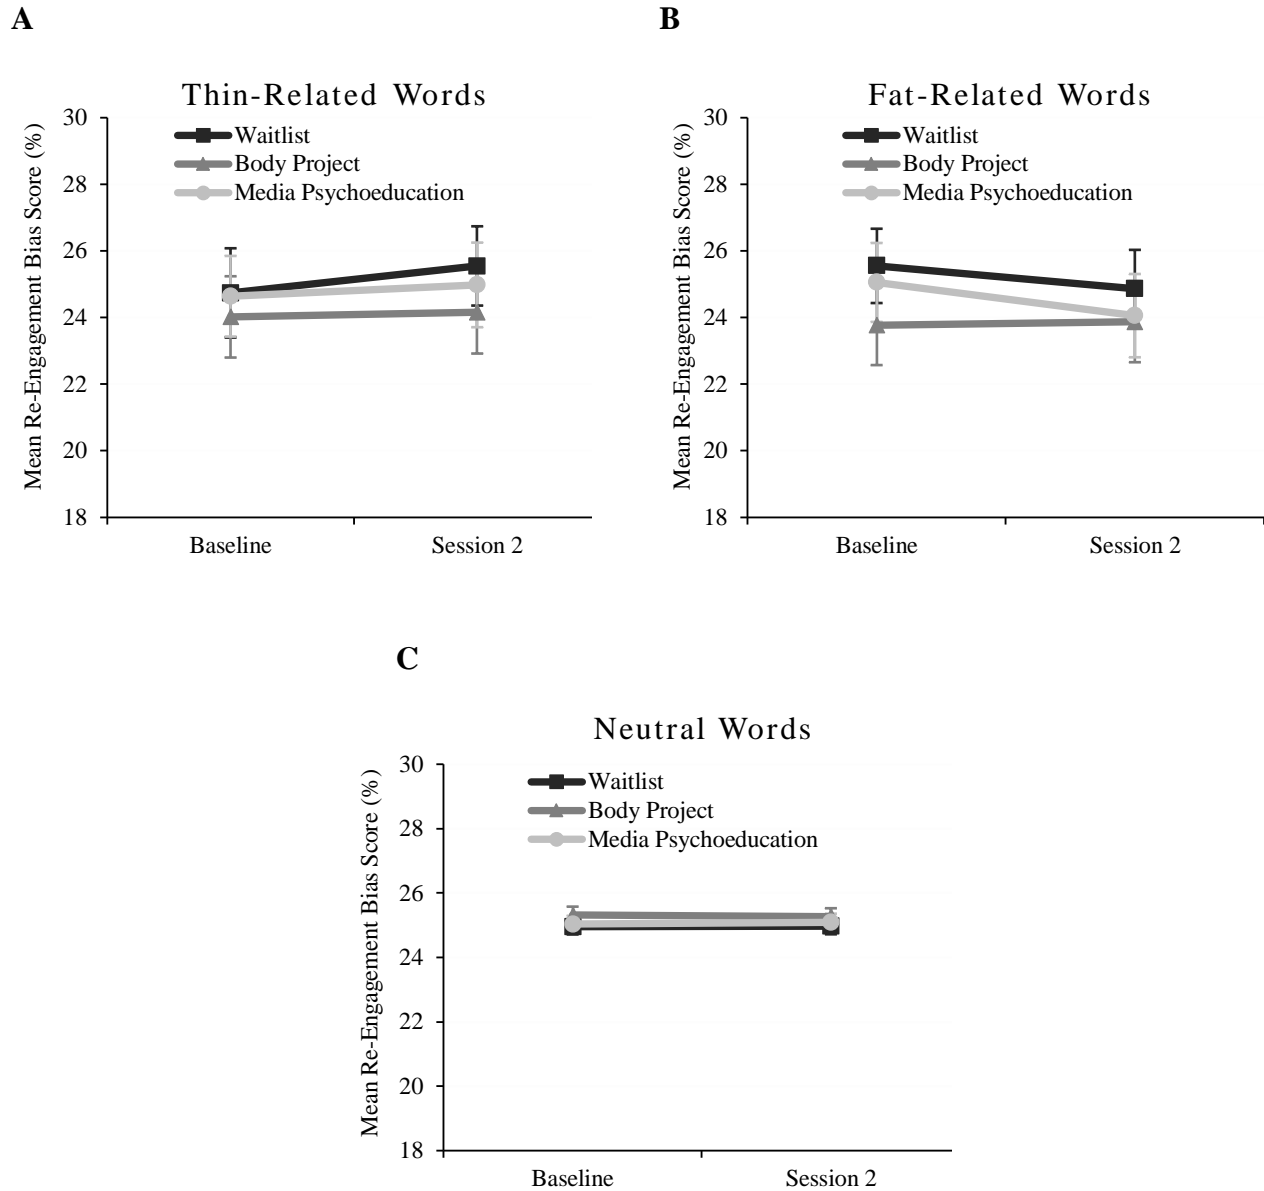 A
Thin-Related Words
Mean Re-Engagement Bias Score (%)
30
28
26
24
22
20
18
Waitlist
Body Project
Media Psychoeducation
Baseline
Session 2
B
Fat-Related Words
Mean Re-Engagement Bias Score (%)
30
28
26
24
22
20
18
Waitlist
Body Project
Media Psychoeducation
Baseline
Session 2
C
Neutral Words
Mean Re-Engagement Bias Score (%)
30
28
26
24
22
20
18
Waitlist
Body Project
Media Psychoeducation
Baseline
Session 2